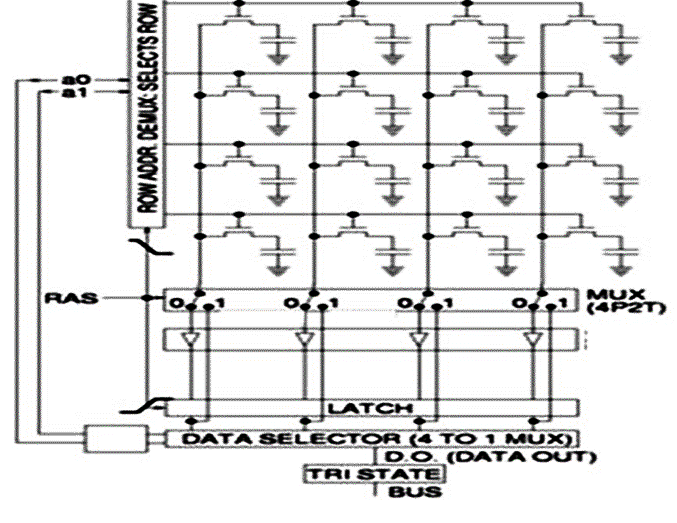 ROW ADDR. DEMUX: SELECTS ROW
a0
a1
RAS
0 1 0 1 0 1 0 1
MUX
(4P2T)
LATCH
DATA SELECTOR (4 TO 1 MUX)
D.O. (DATA OUT)
TRI STATE
BUS